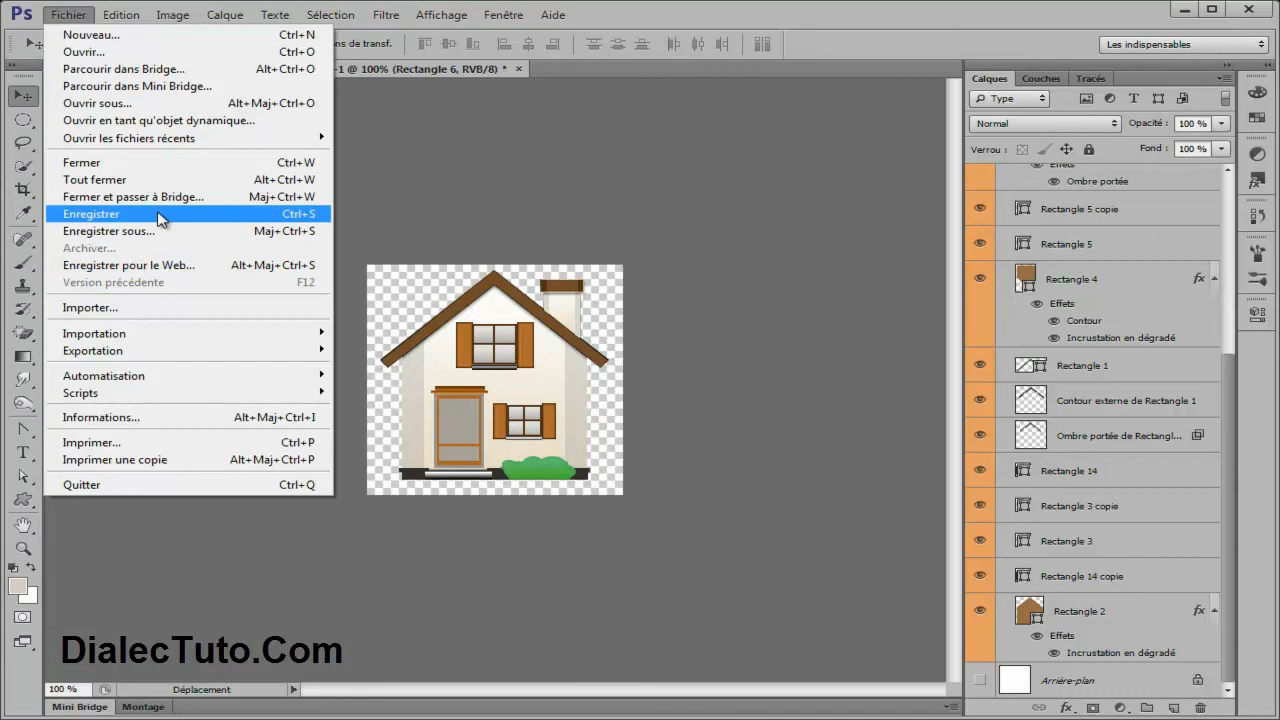 Ps Fichier Edition Image Calque Texte Sélection Filtre Affichage Fenêtre Aide
ns de transf. Les indispensables
-1 @ 100% (Rectangle 6, RVB/8) * ×
Nouveau... Ctrl+N
Ouvrir... Ctrl+O
Parcourir dans Bridge... Alt+Ctrl+O
Parcourir dans Mini Bridge...
Ouvrir sous... Alt+Maj+Ctrl+O
Ouvrir en tant qu'objet dynamique...
Ouvrir les fichiers récents
Fermer Ctrl+W
Tout fermer Alt+Ctrl+W
Fermer et passer à Bridge... Maj+Ctrl+W
Enregistrer Ctrl+S
Enregistrer sous... Maj+Ctrl+S
Archiver...
Enregistrer pour le Web... Alt+Maj+Ctrl+S
Version précédente F12
Importer...
Importation
Exportation
Automatisation
Scripts
Informations... Alt+Maj+Ctrl+I
Imprimer... Ctrl+P
Imprimer une copie Alt+Maj+Ctrl+P
Quitter Ctrl+Q
Calques Couches Tracés
Type
Normal Opacité : 100 %
Verrou : Fond : 100 %
Ombre portée
Rectangle 5 copie
Rectangle 5
Rectangle 4 fx
Effets
Contour
Incrustation en dégradé
Rectangle 1
Contour externe de Rectangle 1
Ombre portée de Rectangl...
Rectangle 14
Rectangle 3 copie
Rectangle 3
Rectangle 14 copie
Rectangle 2 fx
Effets
Incrustation en dégradé
Arrière-plan
DialecTuto.Com
100 % Déplacement
Mini Bridge Montage